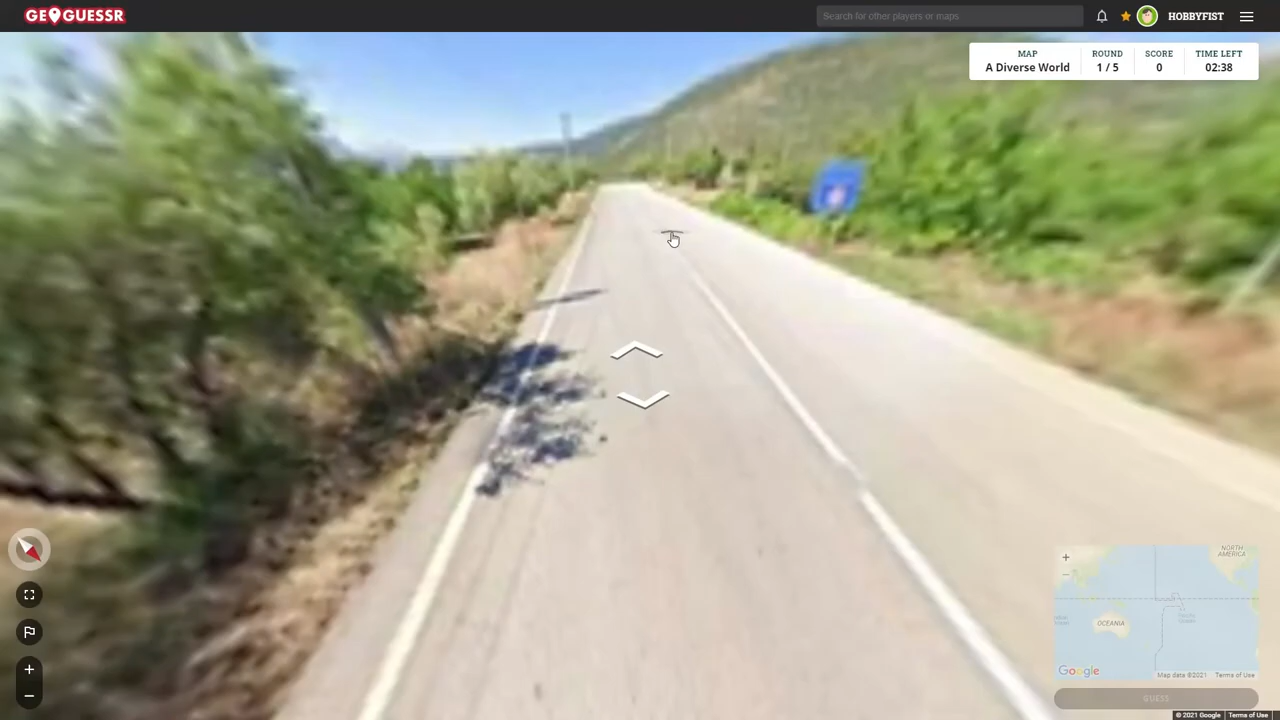 GEOGUESSR
Search for other players or maps
HOBBYFIST
MAP
A Diverse World
ROUND
1 / 5
SCORE
0
TIME LEFT
02:38
NORTH
AMERICA
OCEANIA
Google
Map data ©2021
Terms of Use
GUESS
© 2021 Google
Terms of Use